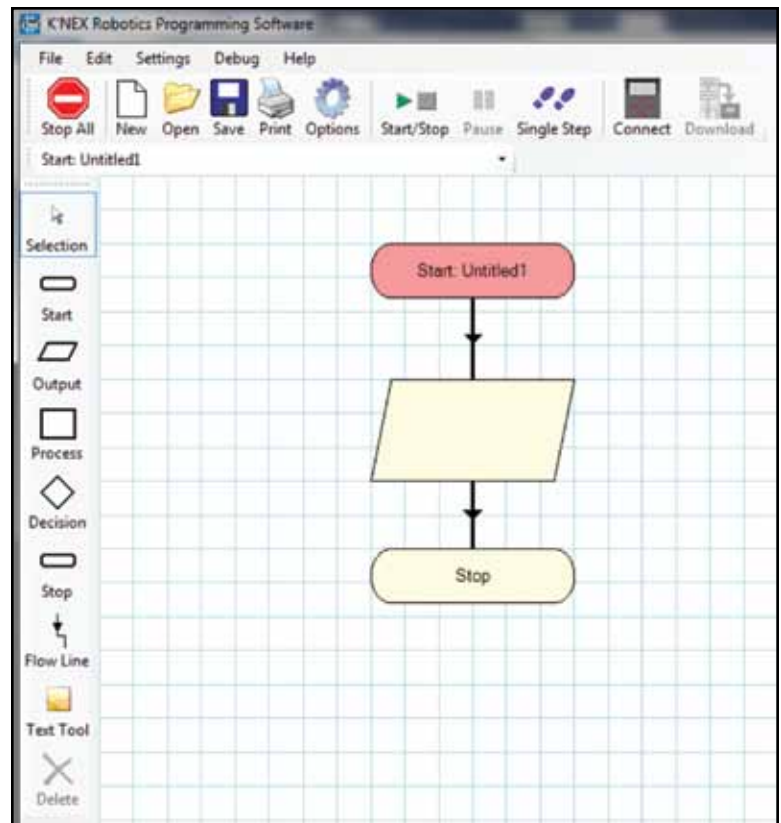 K'NEX Robotics Programming Software
File Edit Settings Debug Help
Stop All New Open Save Print Options Start/Stop Pause Single Step Connect Download
Start: Untitled1
Selection
Start
Output
Process
Decision
Stop
Flow Line
Text Tool
Delete
Start: Untitled1
Stop